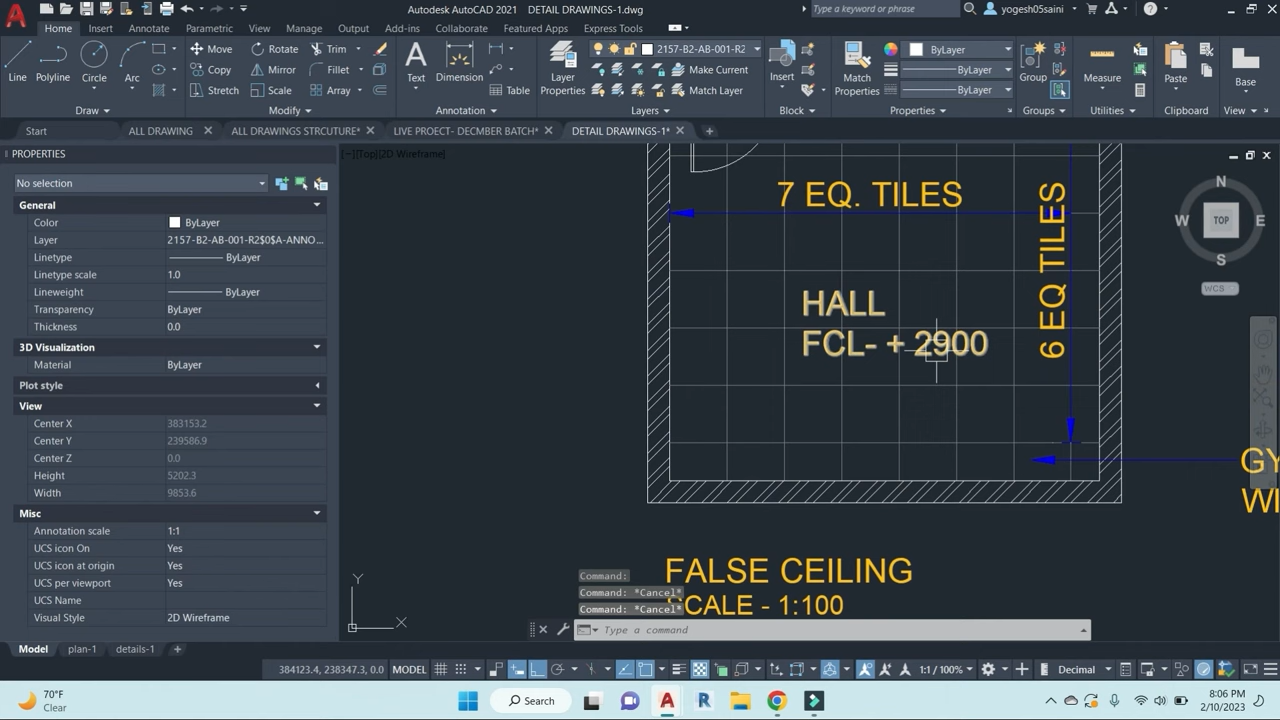 Autodesk AutoCAD 2021 DETAIL DRAWINGS-1.dwg
Type a keyword or phrase
yogesh05saini
Home Insert Annotate Parametric View Manage Output Add-ins Collaborate Featured Apps Express Tools
Line Polyline Circle Arc
Move Rotate Trim
Copy Mirror Fillet
Stretch Scale Array
Text Dimension
Table
Layer
Properties
2157-B2-AB-001-R2
Make Current
Match Layer
Insert
Match
Properties
ByLayer
ByLayer
ByLayer
Group
Measure
Paste
Base
Draw Modify Annotation Layers Block Properties Groups Utilities Clipboard View
Start ALL DRAWING ALL DRAWINGS STRCUTURE* LIVE PROECT- DECMBER BATCH* DETAIL DRAWINGS-1*
PROPERTIES
[−][Top][2D Wireframe]
No selection
General
Color ByLayer
Layer 2157-B2-AB-001-R2$0$A-ANNO...
Linetype ByLayer
Linetype scale 1.0
Lineweight ByLayer
Transparency ByLayer
Thickness 0.0
3D Visualization
Material ByLayer
Plot style
View
Center X 383153.2
Center Y 239586.9
Center Z 0.0
Height 5202.3
Width 9853.6
Misc
Annotation scale 1:1
UCS icon On Yes
UCS icon at origin Yes
UCS per viewport Yes
UCS Name
Visual Style 2D Wireframe
7 EQ. TILES
6 EQ TILES
HALL
FCL- + 2900
N
W TOP E
S
WCS
GY
WI
FALSE CEILING
SCALE - 1:100
Y
X
Command:
Command: *Cancel*
Command: *Cancel*
Type a command
Model plan-1 details-1
384123.4, 238347.3, 0.0 MODEL 1:1 / 100% Decimal
70°F
Clear
Search
8:06 PM
2/10/2023